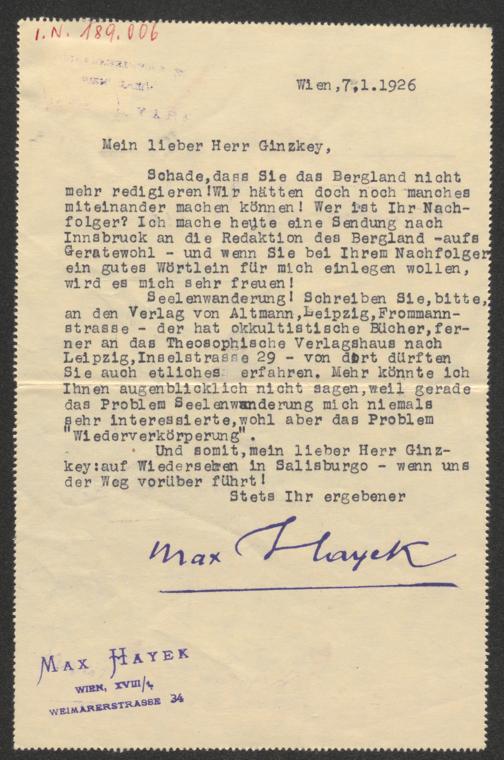 I.N. 189.006
Wien,7.1.1926
Mein lieber Herr Ginzkey,
Schade,dass Sie das Bergland nicht
mehr redigieren!Wir hätten doch noch manches
miteinander machen können! Wer ist Ihr Nach-
folger? Ich mache heute eine Sendung nach
Innsbruck an die Redaktion des Bergland -aufs
Geratewohl - und wenn Sie bei Ihrem Nachfolger
ein gutes Wörtlein für mich einlegen wollen,
wird es mich sehr freuen!
Seelenwanderung! Schreiben Sie,bitte,
an den Verlag von Altmann,Leipzig,Frommann-
strasse - der hat okkultistische Bücher,fer-
ner an das Theosophische Verlagshaus nach
Leipzig,Inselstrasse 29 - von dort dürften
Sie auch etliches erfahren. Mehr könnte ich
Ihnen augenblicklich nicht sagen,weil gerade
das Problem Seelenwanderung mich niemals
sehr interessierte,wohl aber das Problem
"Wiederverkörperung".
Und somit,mein lieber Herr Ginz-
key:auf Wiedersehen in Salisburgo - wenn uns
der Weg vorüber führt!
Stets Ihr ergebener
Max Hayek
MAX HAYEK
WIEN, XVIII/1
WEIMARERSTRASSE 34